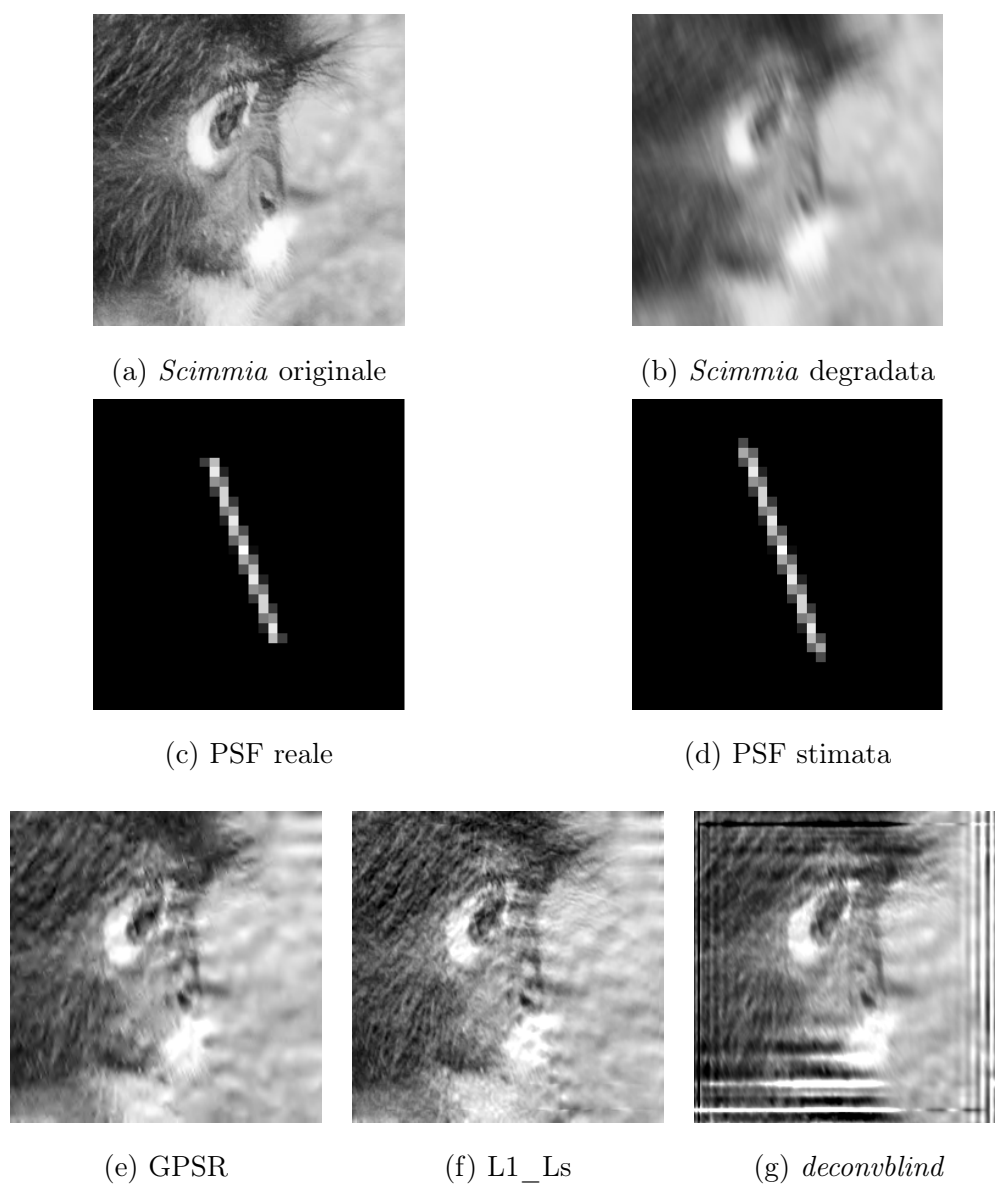 (a) Scimmia originale
(b) Scimmia degradata
(c) PSF reale
(d) PSF stimata
(e) GPSR
(f) L1_Ls
(g) deconvblind